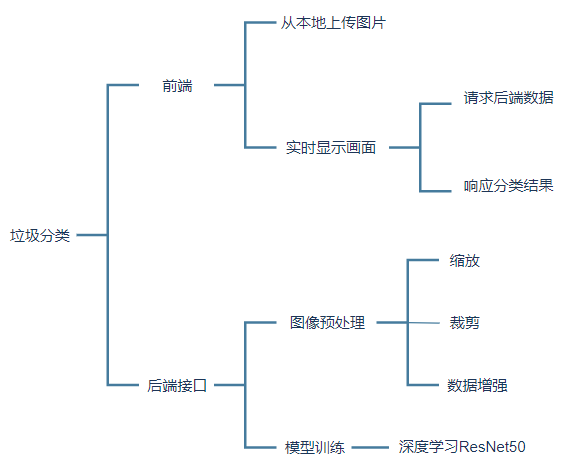 从本地上传图片
前端
请求后端数据
实时显示画面
响应分类结果
垃圾分类
缩放
图像预处理
裁剪
后端接口
数据增强
模型训练
深度学习ResNet50